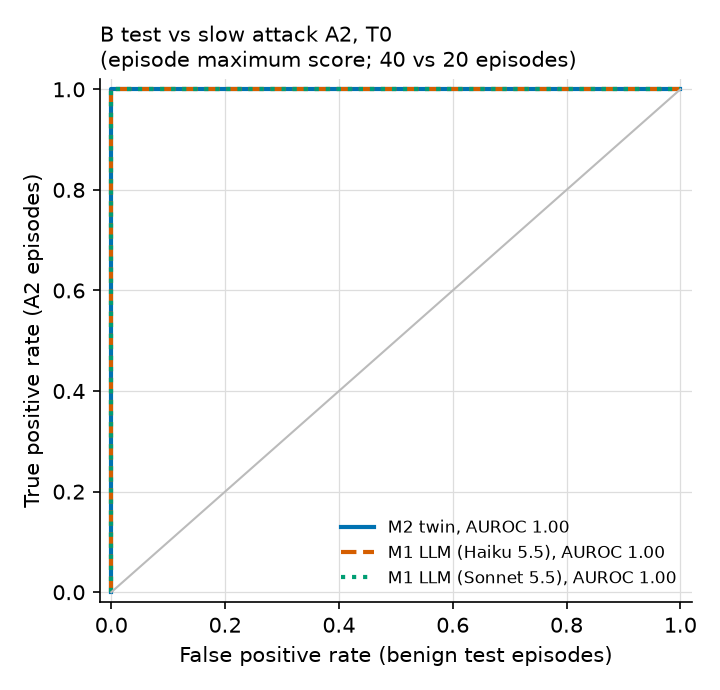 B test vs slow attack A2, T0
(episode maximum score; 40 vs 20 episodes)
True positive rate (A2 episodes)
1.0
0.8
0.6
0.4
0.2
0.0
M2 twin, AUROC 1.00
M1 LLM (Haiku 5.5), AUROC 1.00
M1 LLM (Sonnet 5.5), AUROC 1.00
0.0 0.2 0.4 0.6 0.8 1.0
False positive rate (benign test episodes)